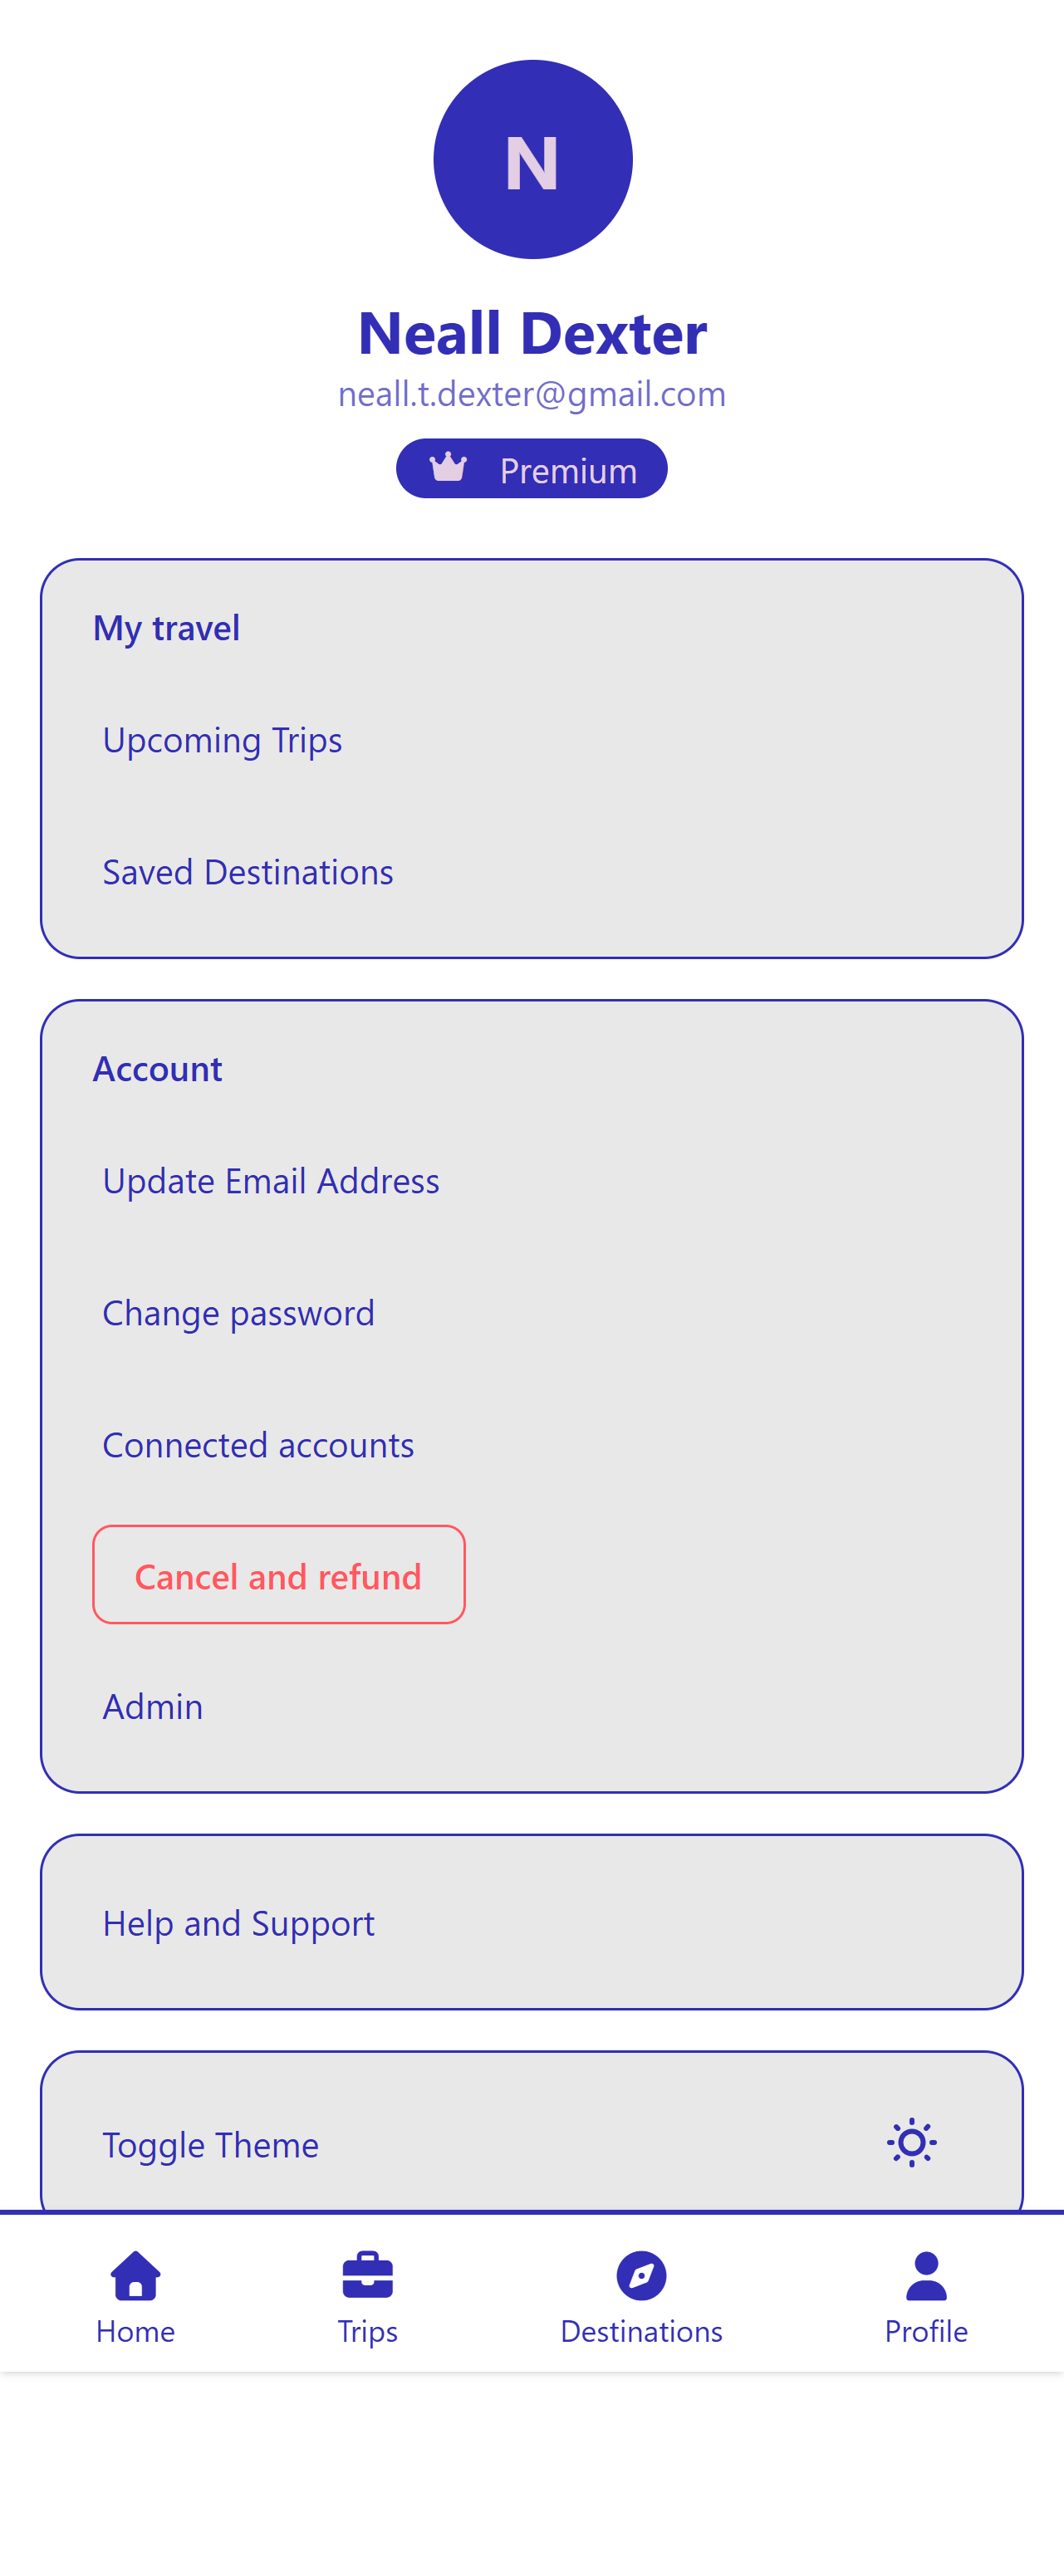 N
Neall Dexter
neall.t.dexter@gmail.com
Premium
My travel
Upcoming Trips
Saved Destinations
Account
Update Email Address
Change password
Connected accounts
Cancel and refund
Admin
Help and Support
Toggle Theme
Home Trips Destinations Profile